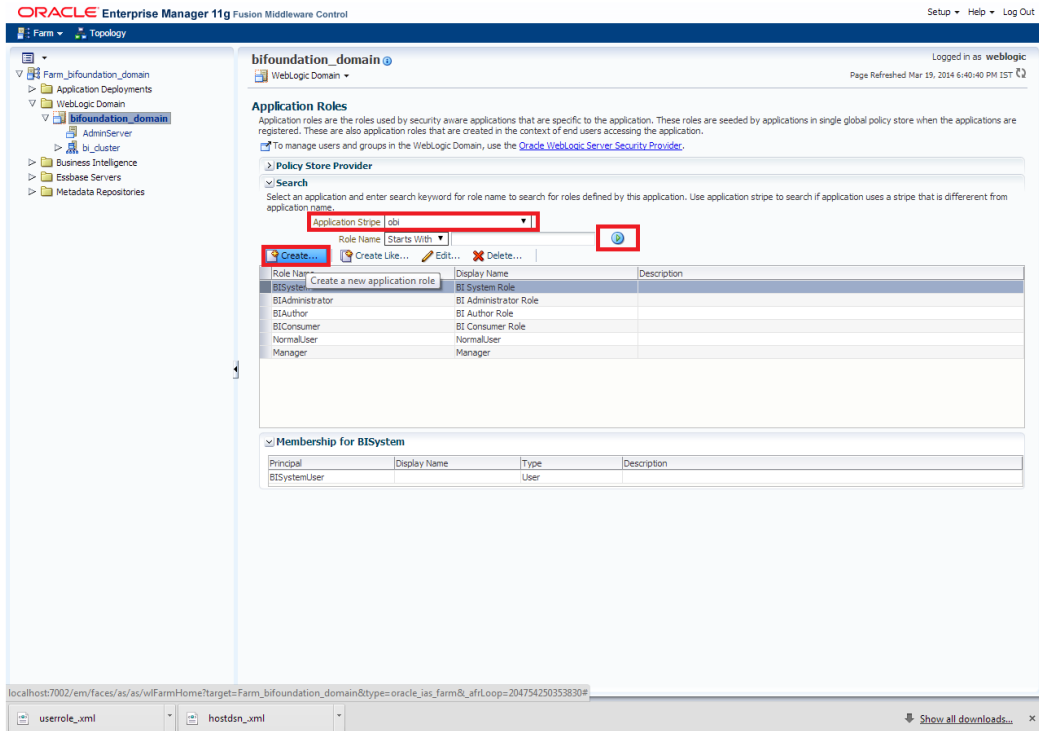 ORACLE Enterprise Manager 11g Fusion Middleware Control
Setup Help Log Out
Farm Topology
Farm_bifoundation_domain
Application Deployments
WebLogic Domain
bifoundation_domain
AdminServer
bi_cluster
Business Intelligence
Essbase Servers
Metadata Repositories
bifoundation_domain
Logged in as weblogic
WebLogic Domain
Page Refreshed Mar 19, 2014 6:40:40 PM IST
Application Roles
Application roles are the roles used by security aware applications that are specific to the application. These roles are seeded by applications in single global policy store when the applications are
registered. These are also application roles that are created in the context of end users accessing the application.
To manage users and groups in the WebLogic Domain, use the Oracle WebLogic Server Security Provider.
Policy Store Provider
Search
Select an application and enter search keyword for role name to search for roles defined by this application. Use application stripe to search if application uses a stripe that is differerent from
application name.
Application Stripe obi
Role Name Starts With
Create... Create Like... Edit... Delete...
Role Name Display Name Description
Create a new application role
BISystem BI System Role
BIAdministrator BI Administrator Role
BIAuthor BI Author Role
BIConsumer BI Consumer Role
NormalUser NormalUser
Manager Manager
Membership for BISystem
Principal Display Name Type Description
BISystemUser User
localhost:7002/em/faces/as/as/wlFarmHome?target=Farm_bifoundation_domain&type=oracle_ias_farm&_afrLoop=204754250353830#
userrole_.xml hostdsn_.xml Show all downloads...